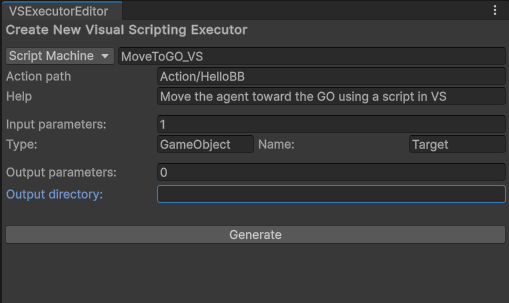 VSExecutorEditor
Create New Visual Scripting Executor
Script Machine MoveToGO_VS
Action path Action/HelloBB
Help Move the agent toward the GO using a script in VS
Input parameters: 1
Type: GameObject Name: Target
Output parameters: 0
Output directory:
Generate